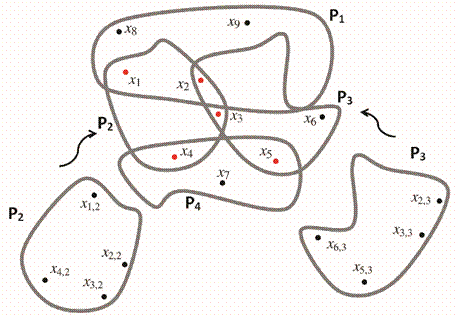 P₁
x₈
x₉
x₁
x₂
P₃
P₂
x₃
x₆
x₄
x₅
P₃
x₇
P₄
P₂
x₁,₂
x₂,₃
x₆,₃
x₃,₃
x₂,₂
x₄,₂
x₃,₂
x₅,₃